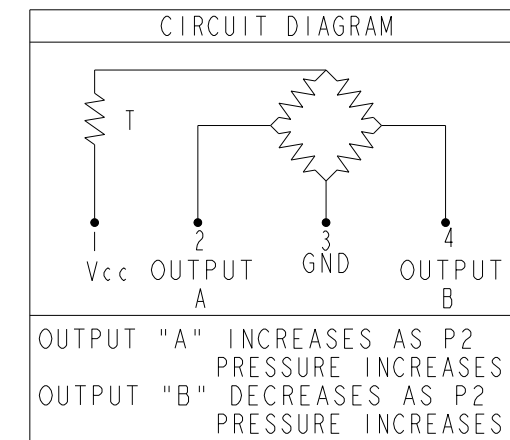 CIRCUIT DIAGRAM
T
1 2 3 4
Vcc OUTPUT GND OUTPUT
A B
OUTPUT "A" INCREASES AS P2
PRESSURE INCREASES
OUTPUT "B" DECREASES AS P2
PRESSURE INCREASES